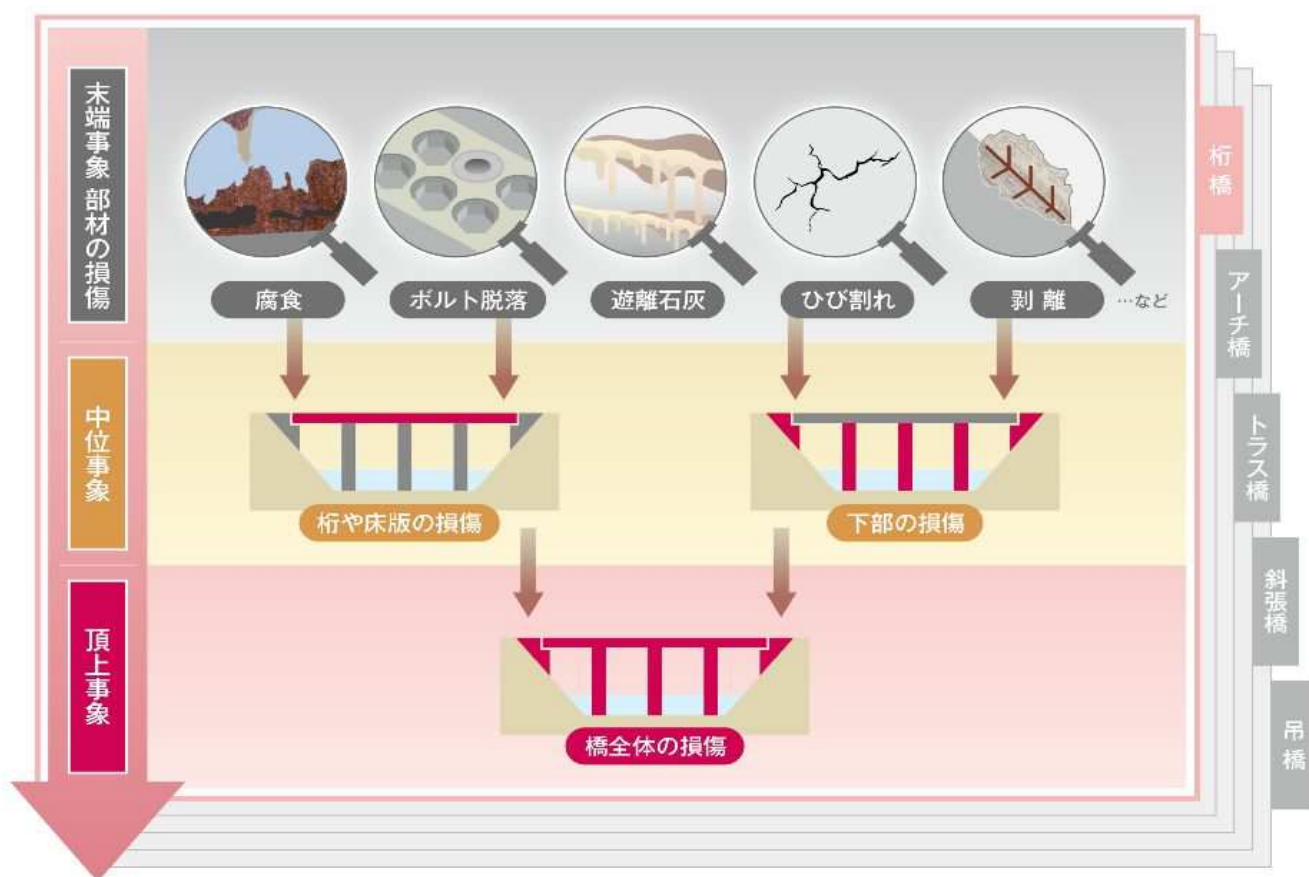 末端事象 部材の損傷
腐食
ボルト脱落
遊離石灰
ひび割れ
剥離
…など
中位事象
桁や床版の損傷
下部の損傷
頂上事象
橋全体の損傷
桁橋
アーチ橋
トラス橋
斜張橋
吊橋